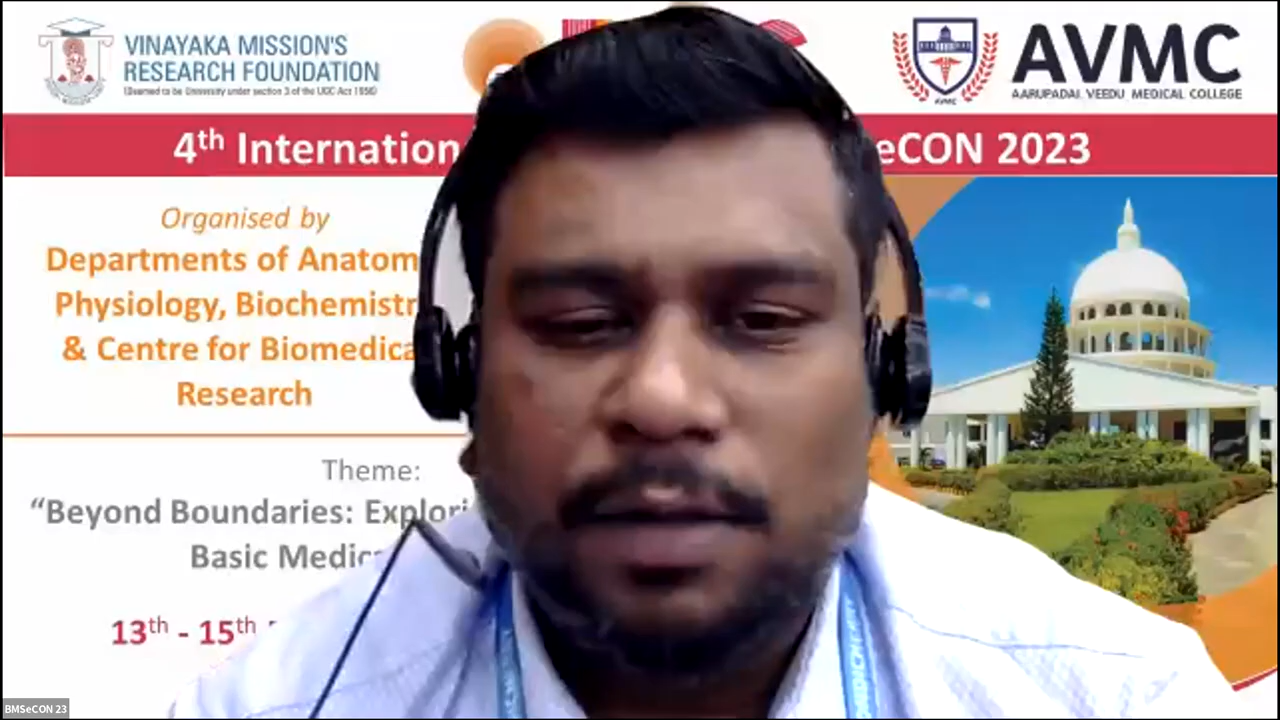 VINAYAKA MISSION'S
RESEARCH FOUNDATION
(Deemed to be University under section 3 of the UGC Act 1956)
AVMC
AARUPADAI VEEDU MEDICAL COLLEGE
AVMC
4th Internation eCON 2023
Organised by
Departments of Anatom
Physiology, Biochemistr
& Centre for Biomedica
Research
Theme:
“Beyond Boundaries: Explori
Basic Medic
13th - 15th
BMSeCON 23